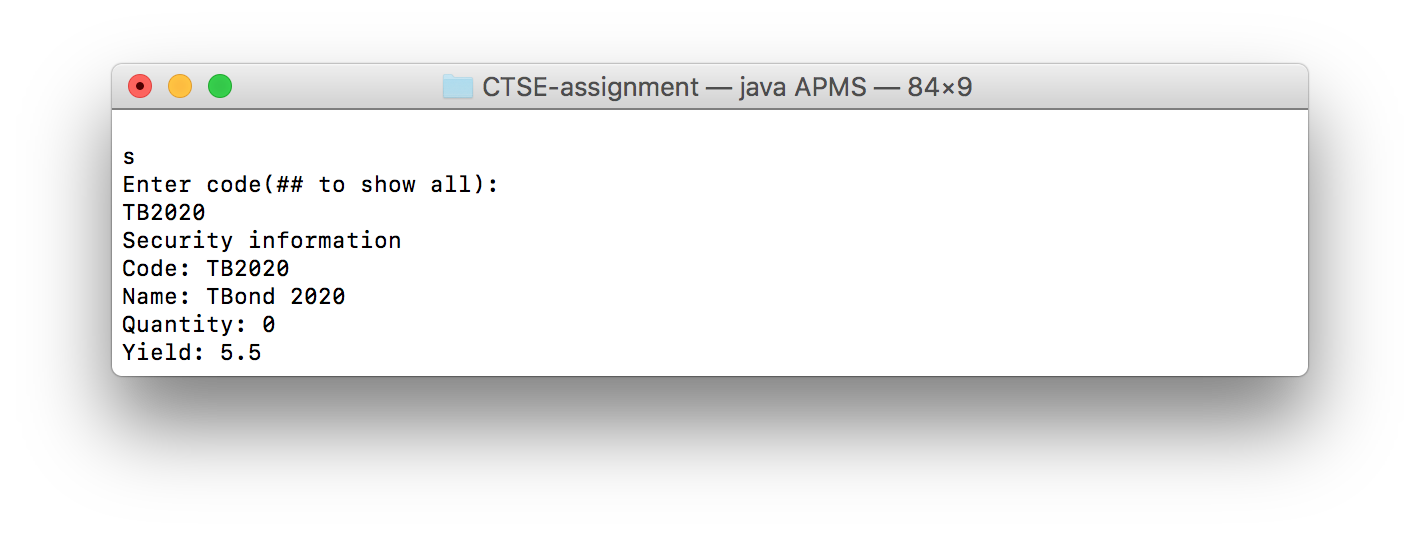 CTSE-assignment — java APMS — 84×9
s
Enter code(## to show all):
TB2020
Security information
Code: TB2020
Name: TBond 2020
Quantity: 0
Yield: 5.5